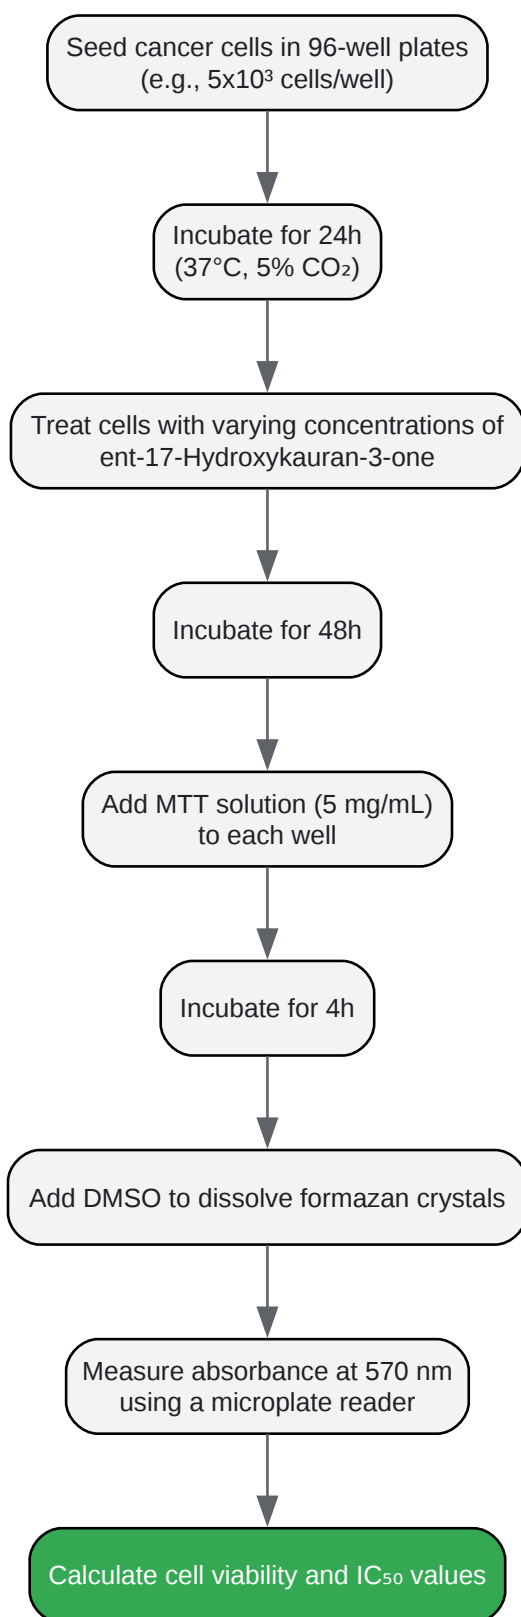 Seed cancer cells in 96-well plates
(e.g., 5x10³ cells/well)
Incubate for 24h
(37°C, 5% CO₂)
Treat cells with varying concentrations of
ent-17-Hydroxykauran-3-one
Incubate for 48h
Add MTT solution (5 mg/mL)
to each well
Incubate for 4h
Add DMSO to dissolve formazan crystals
Measure absorbance at 570 nm
using a microplate reader
Calculate cell viability and IC₅₀ values